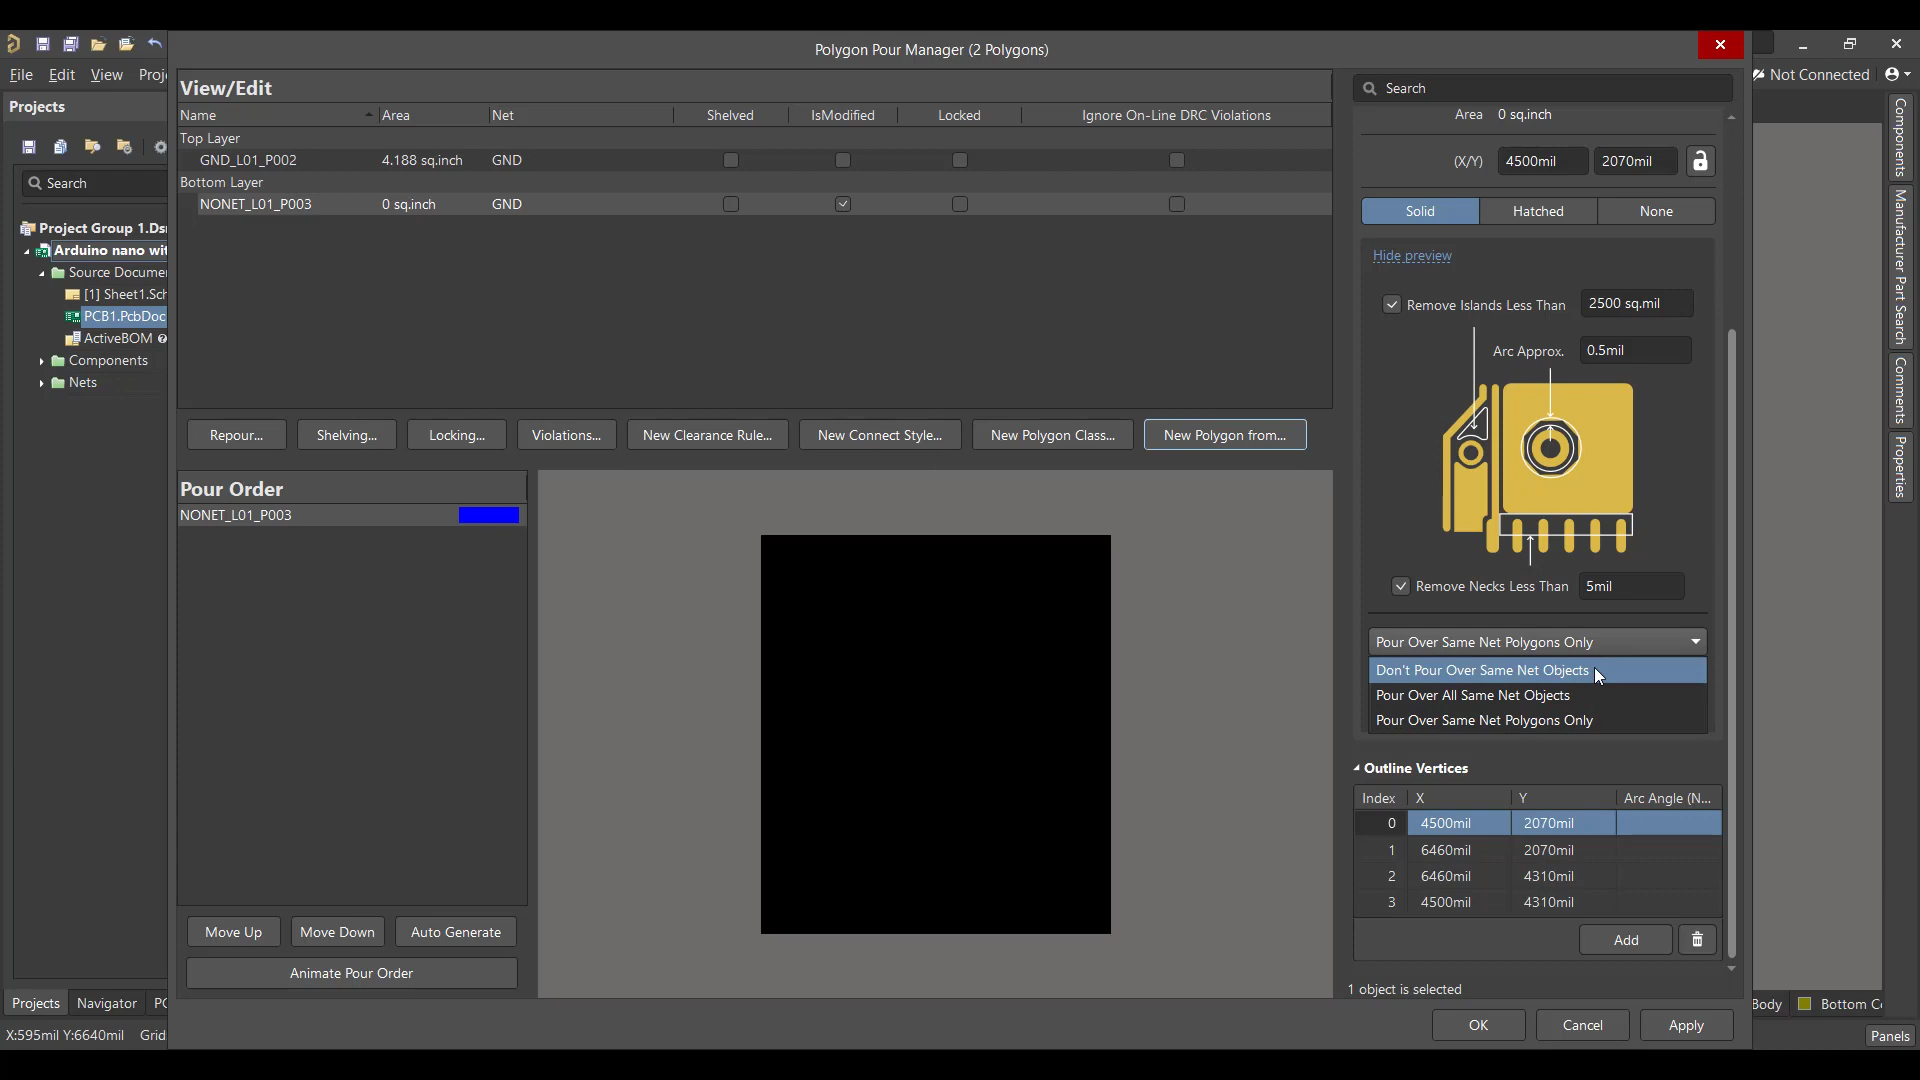 Polygon Pour Manager (2 Polygons)
File Edit View Proj
Not Connected
Projects
Search
Project Group 1.Dsn
Arduino nano wit
Source Documen
[1] Sheet1.Sch
PCB1.PcbDoc
ActiveBOM
Components
Nets
View/Edit
Name Area Net Shelved IsModified Locked Ignore On-Line DRC Violations
Top Layer
GND_L01_P002 4.188 sq.inch GND
Bottom Layer
NONET_L01_P003 0 sq.inch GND
Repour... Shelving... Locking... Violations... New Clearance Rule... New Connect Style... New Polygon Class... New Polygon from...
Pour Order
NONET_L01_P003
Move Up Move Down Auto Generate
Animate Pour Order
Search
Area 0 sq.inch
(X/Y) 4500mil 2070mil
Solid Hatched None
Hide preview
Remove Islands Less Than 2500 sq.mil
Arc Approx. 0.5mil
Remove Necks Less Than 5mil
Pour Over Same Net Polygons Only
Don't Pour Over Same Net Objects
Pour Over All Same Net Objects
Pour Over Same Net Polygons Only
Outline Vertices
Index X Y Arc Angle (N...
0 4500mil 2070mil
1 6460mil 2070mil
2 6460mil 4310mil
3 4500mil 4310mil
Add
1 object is selected
OK Cancel Apply
Components
Manufacturer Part Search
Comments
Properties
Projects Navigator PC
Body Bottom Co
X:595mil Y:6640mil Grid
Panels